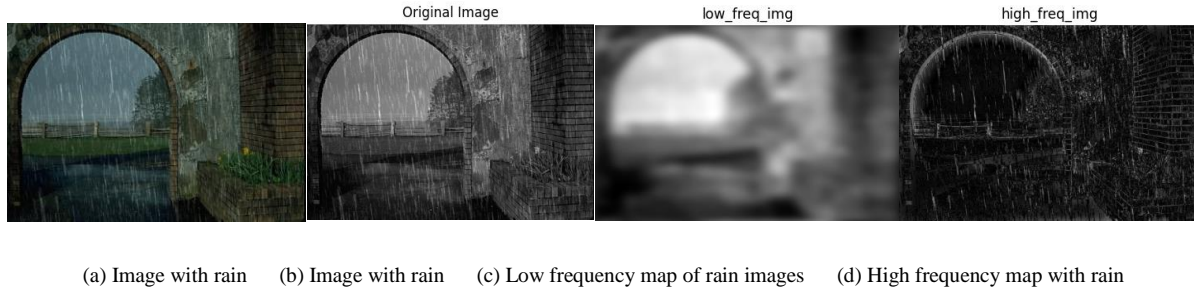 Original Image
low_freq_img
high_freq_img
(a) Image with rain
(b) Image with rain
(c) Low frequency map of rain images
(d) High frequency map with rain